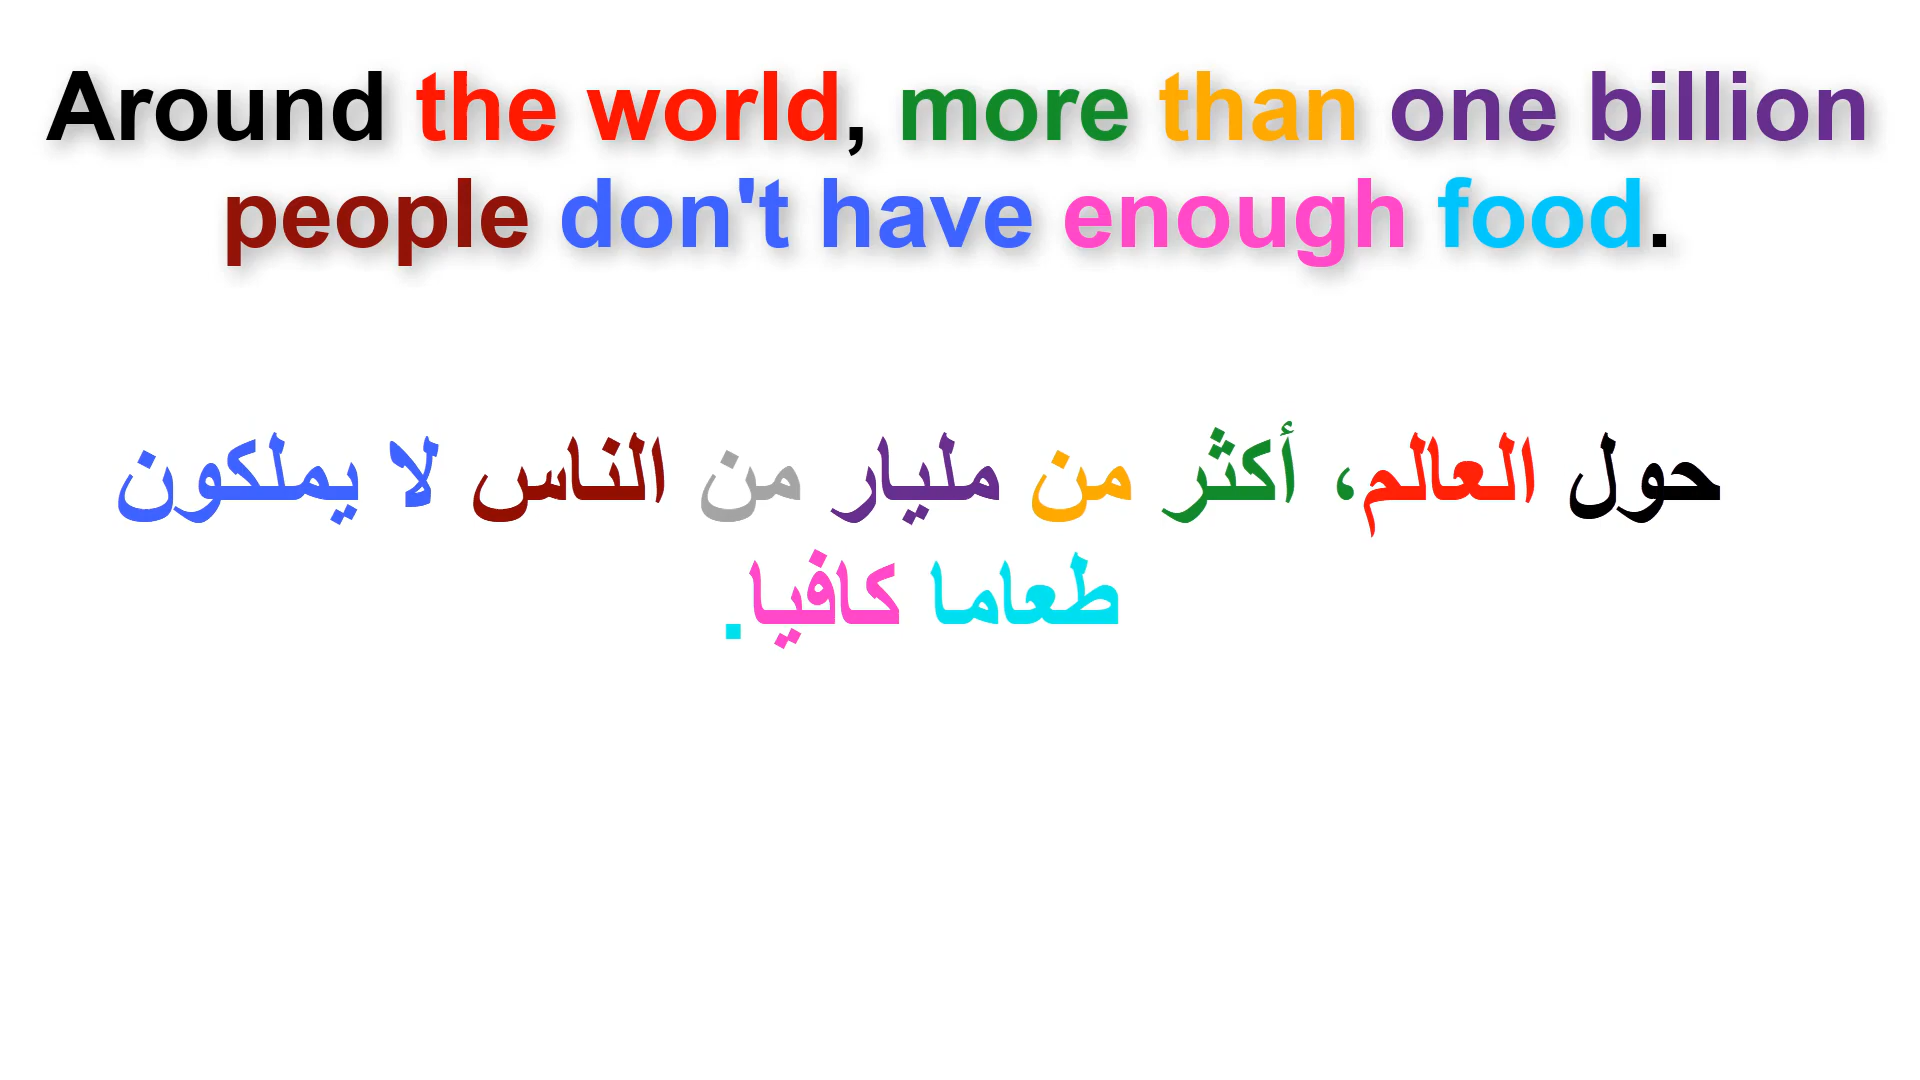 Around the world, more than one billion
people don't have enough food.
حول العالم، أكثر من مليار من الناس لا يملكون
طعاما كافيا.